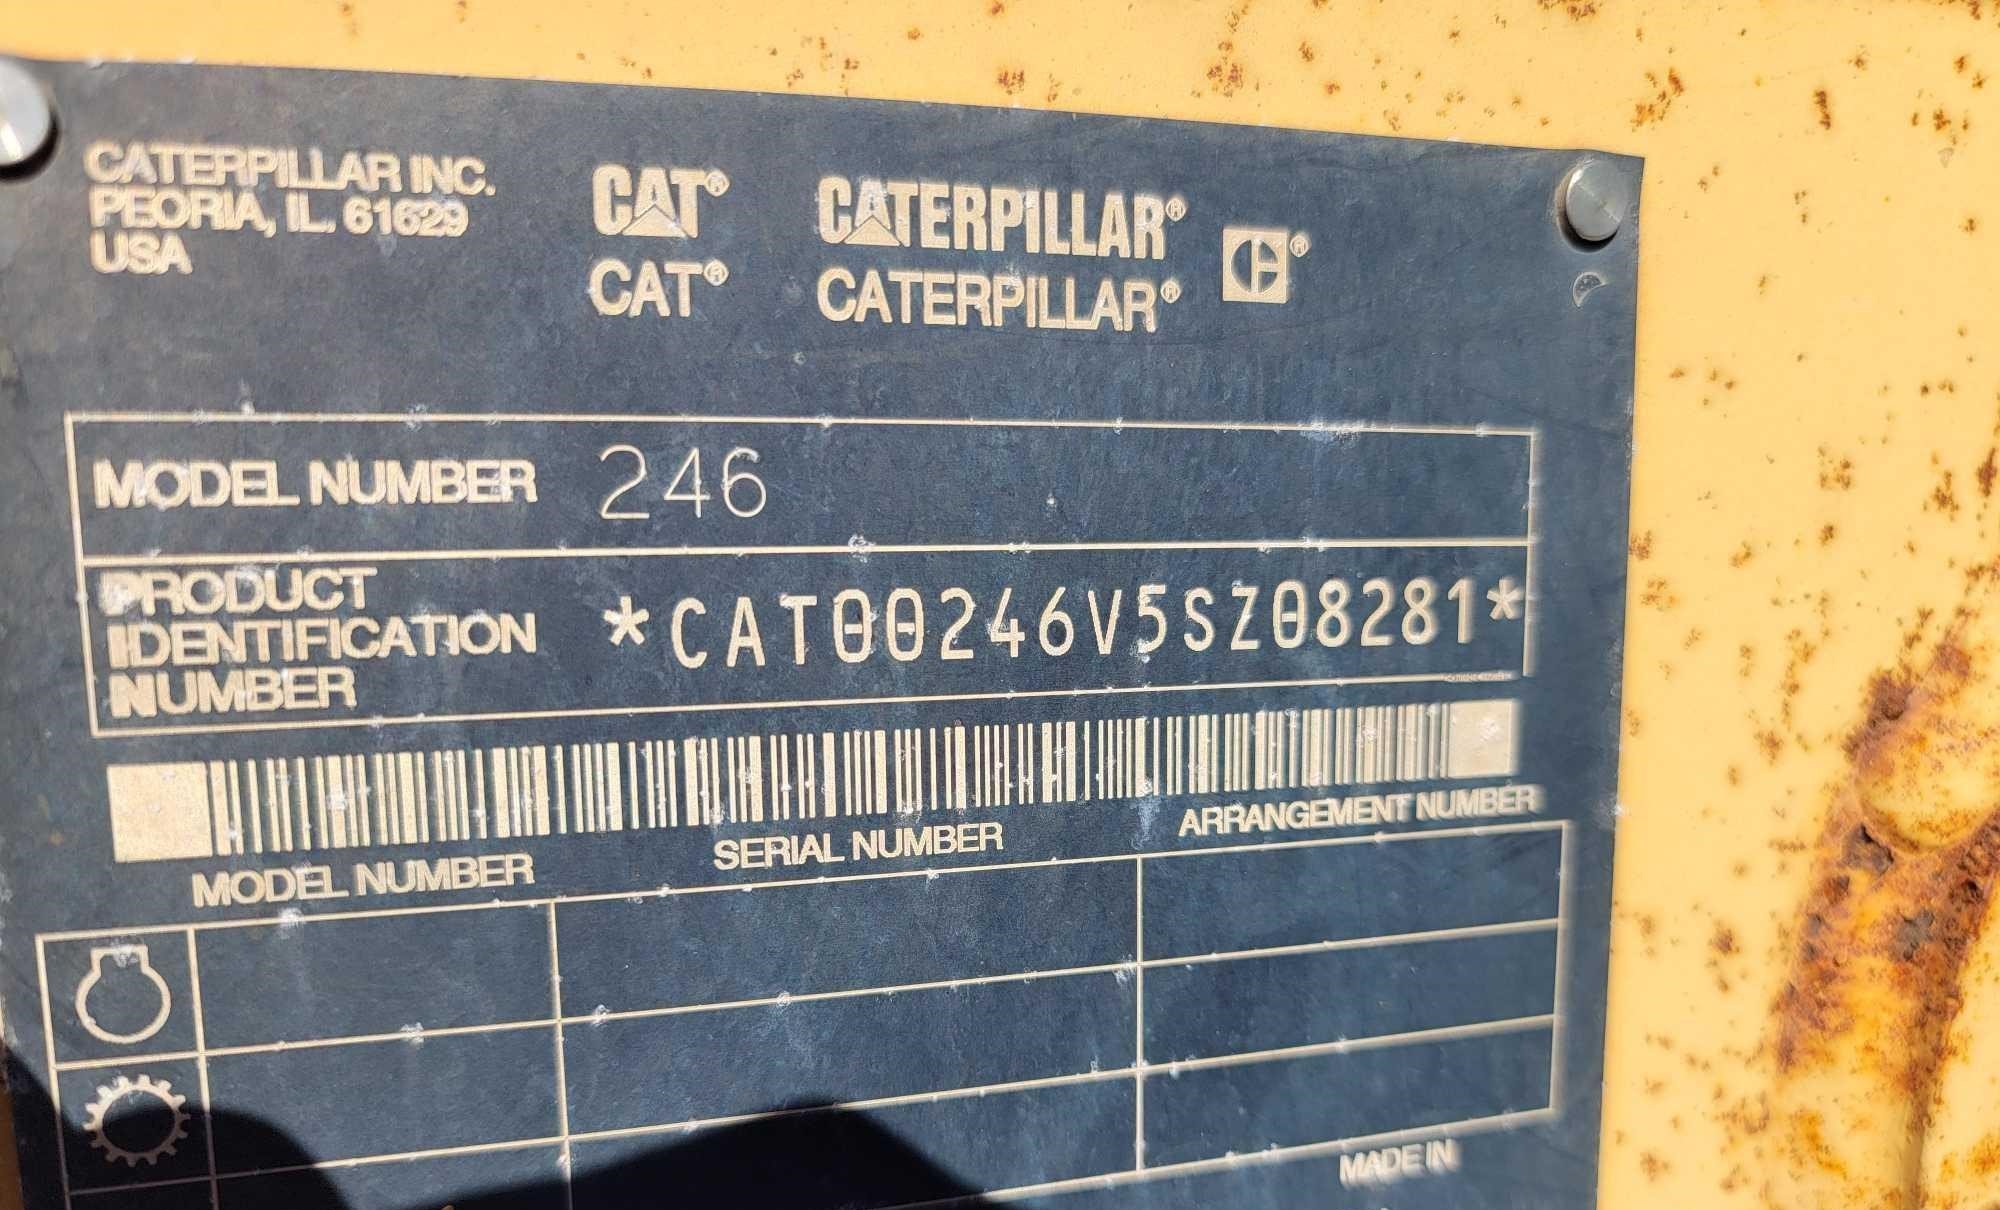 CATERPILLAR INC.
PEORIA, IL. 61629
USA
CAT® CATERPILLAR® ®
CAT® CATERPILLAR®
MODEL NUMBER 246
PRODUCT
IDENTIFICATION
NUMBER
*CAT00246V5SZ08281*
MODEL NUMBER SERIAL NUMBER ARRANGEMENT NUMBER
MADE IN